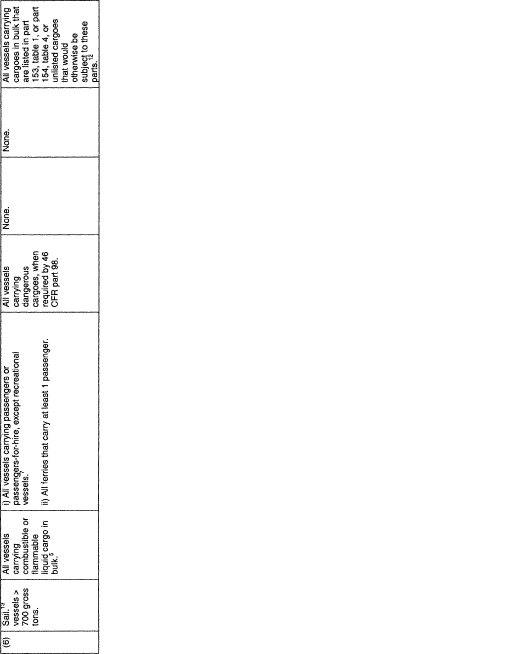 (6)
Sail.¹³
vessels >
700 gross
tons.
All vessels
carrying
combustible or
flammable
liquid cargo in
bulk.⁵
i) All vessels carrying passengers or
passengers-for-hire, except recreational
vessels.⁷
ii) All ferries that carry at least 1 passenger.
All vessels
carrying
dangerous
cargoes, when
required by 46
CFR part 98.
None.
None.
All vessels carrying
cargoes in bulk that
are listed in part
153, table 1, or part
154, table 4, or
unlisted cargoes
that would
otherwise be
subject to these
parts.¹²